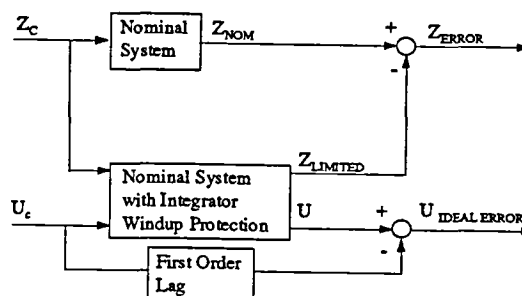 Z_C
Nominal
System
Z_NOM
+
-
Z_ERROR
Z_LIMITED
Nominal System
with Integrator
Windup Protection
U_c
U
+
-
U_IDEAL ERROR
First Order
Lag